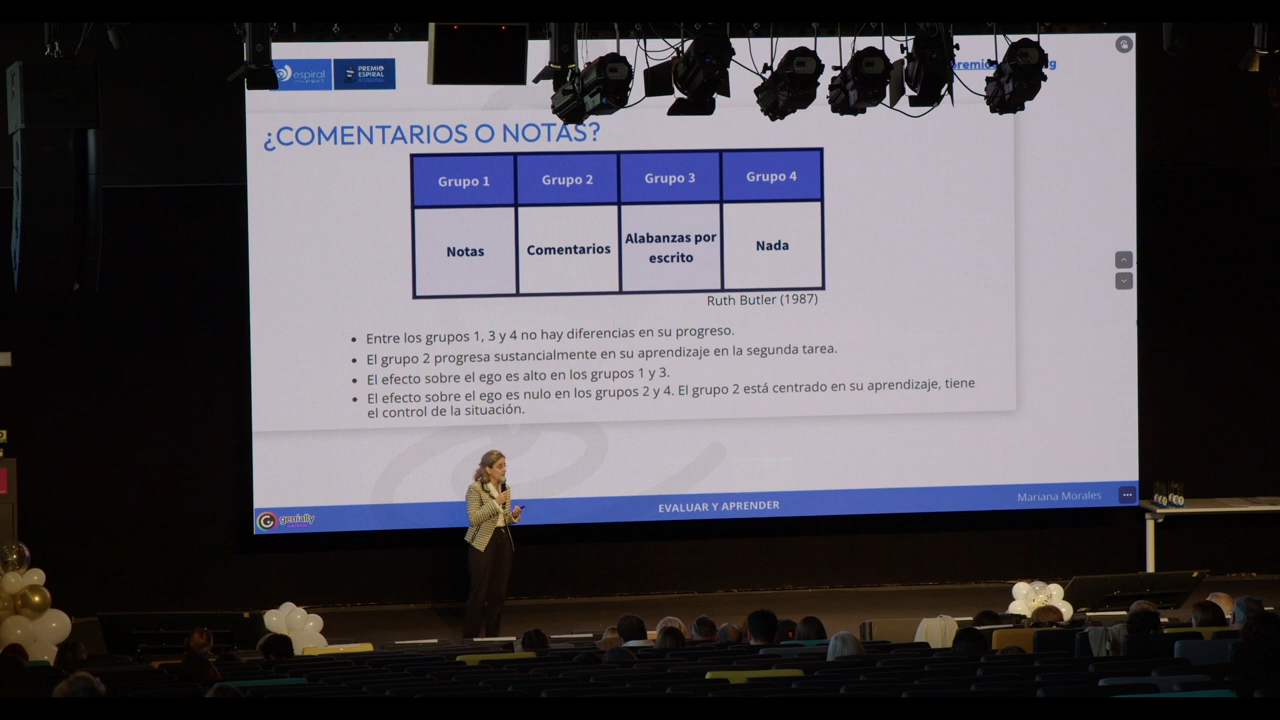 espiral
PREMIO
ESPIRAL
¿COMENTARIOS O NOTAS?
Grupo 1 Grupo 2 Grupo 3 Grupo 4
Notas Comentarios Alabanzas por
escrito Nada
Ruth Butler (1987)
• Entre los grupos 1, 3 y 4 no hay diferencias en su progreso.
• El grupo 2 progresa sustancialmente en su aprendizaje en la segunda tarea.
• El efecto sobre el ego es alto en los grupos 1 y 3.
• El efecto sobre el ego es nulo en los grupos 2 y 4. El grupo 2 está centrado en su aprendizaje, tiene
el control de la situación.
genially
EVALUAR Y APRENDER
Mariana Morales